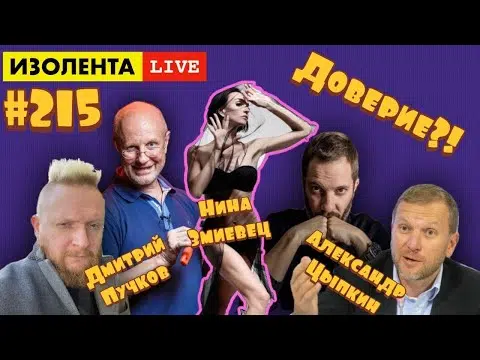 ИЗОЛЕНТА LIVE
#215
Доверие?!
Дмитрий
Пучков
Нина
Змиевец
Александр
Цыпкин